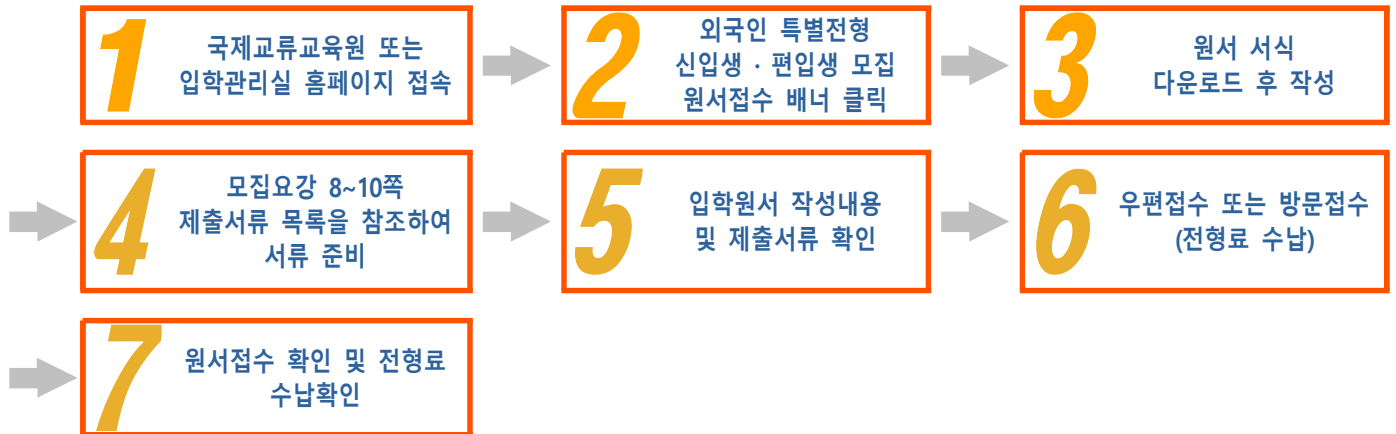 1
국제교류교육원 또는
입학관리실 홈페이지 접속
2
외국인 특별전형
신입생 · 편입생 모집
원서접수 배너 클릭
3
원서 서식
다운로드 후 작성
4
모집요강 8~10쪽
제출서류 목록을 참조하여
서류 준비
5
입학원서 작성내용
및 제출서류 확인
6
우편접수 또는 방문접수
(전형료 수납)
7
원서접수 확인 및 전형료
수납확인